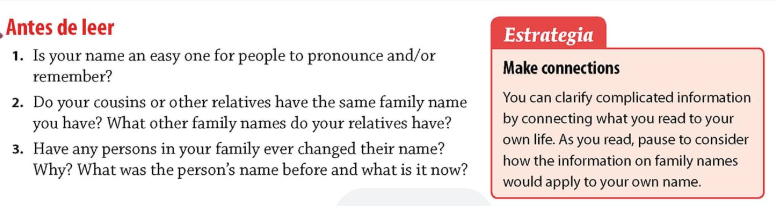 Antes de leer
1. Is your name an easy one for people to pronounce and/or
remember?
2. Do your cousins or other relatives have the same family name
you have? What other family names do your relatives have?
3. Have any persons in your family ever changed their name?
Why? What was the person’s name before and what is it now?
Estrategia
Make connections
You can clarify complicated information
by connecting what you read to your
own life. As you read, pause to consider
how the information on family names
would apply to your own name.